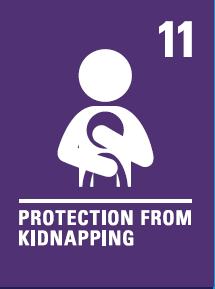 11
PROTECTION FROM
KIDNAPPING